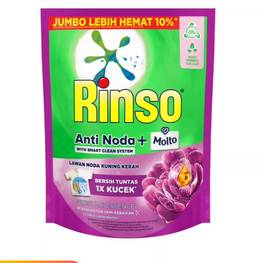 JUMBO LEBIH HEMAT 10%*
Rinso
Anti Noda + Molto
WITH SMART CLEAN SYSTEM
LAWAN NODA KUNING KERAH
BERSIH TUNTAS
1X KUCEK*